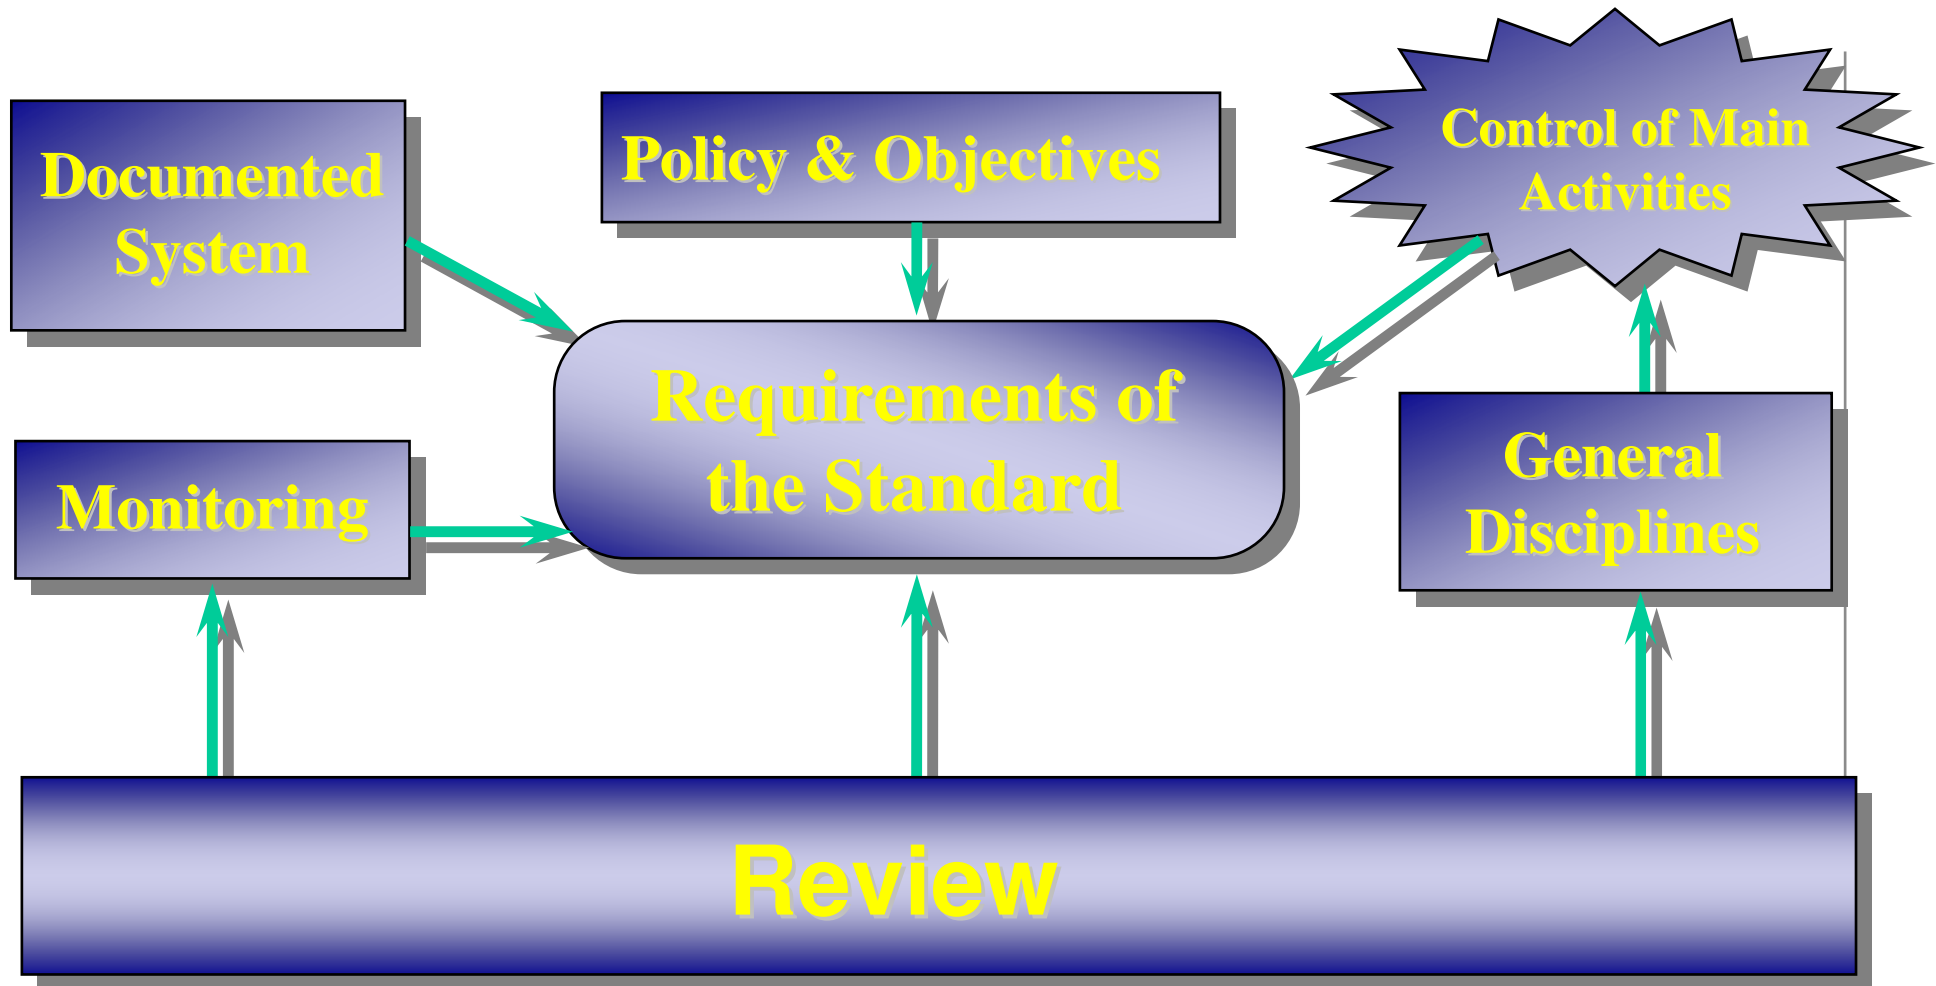 Documented
System
Policy & Objectives
Control of Main
Activities
Requirements of
the Standard
Monitoring
General
Disciplines
Review